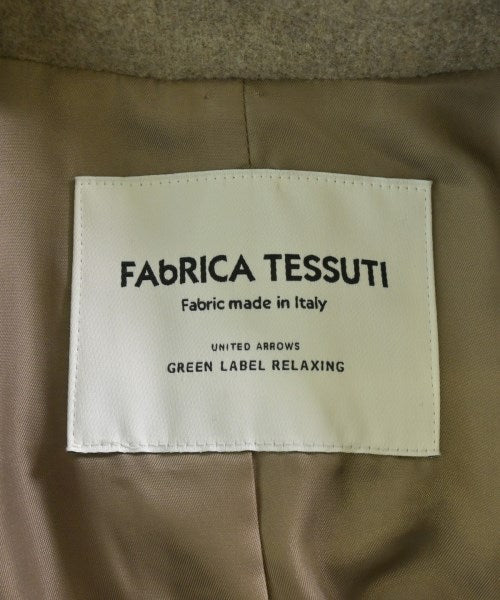 FAbRICA TESSUTI
Fabric made in Italy
UNITED ARROWS
GREEN LABEL RELAXING